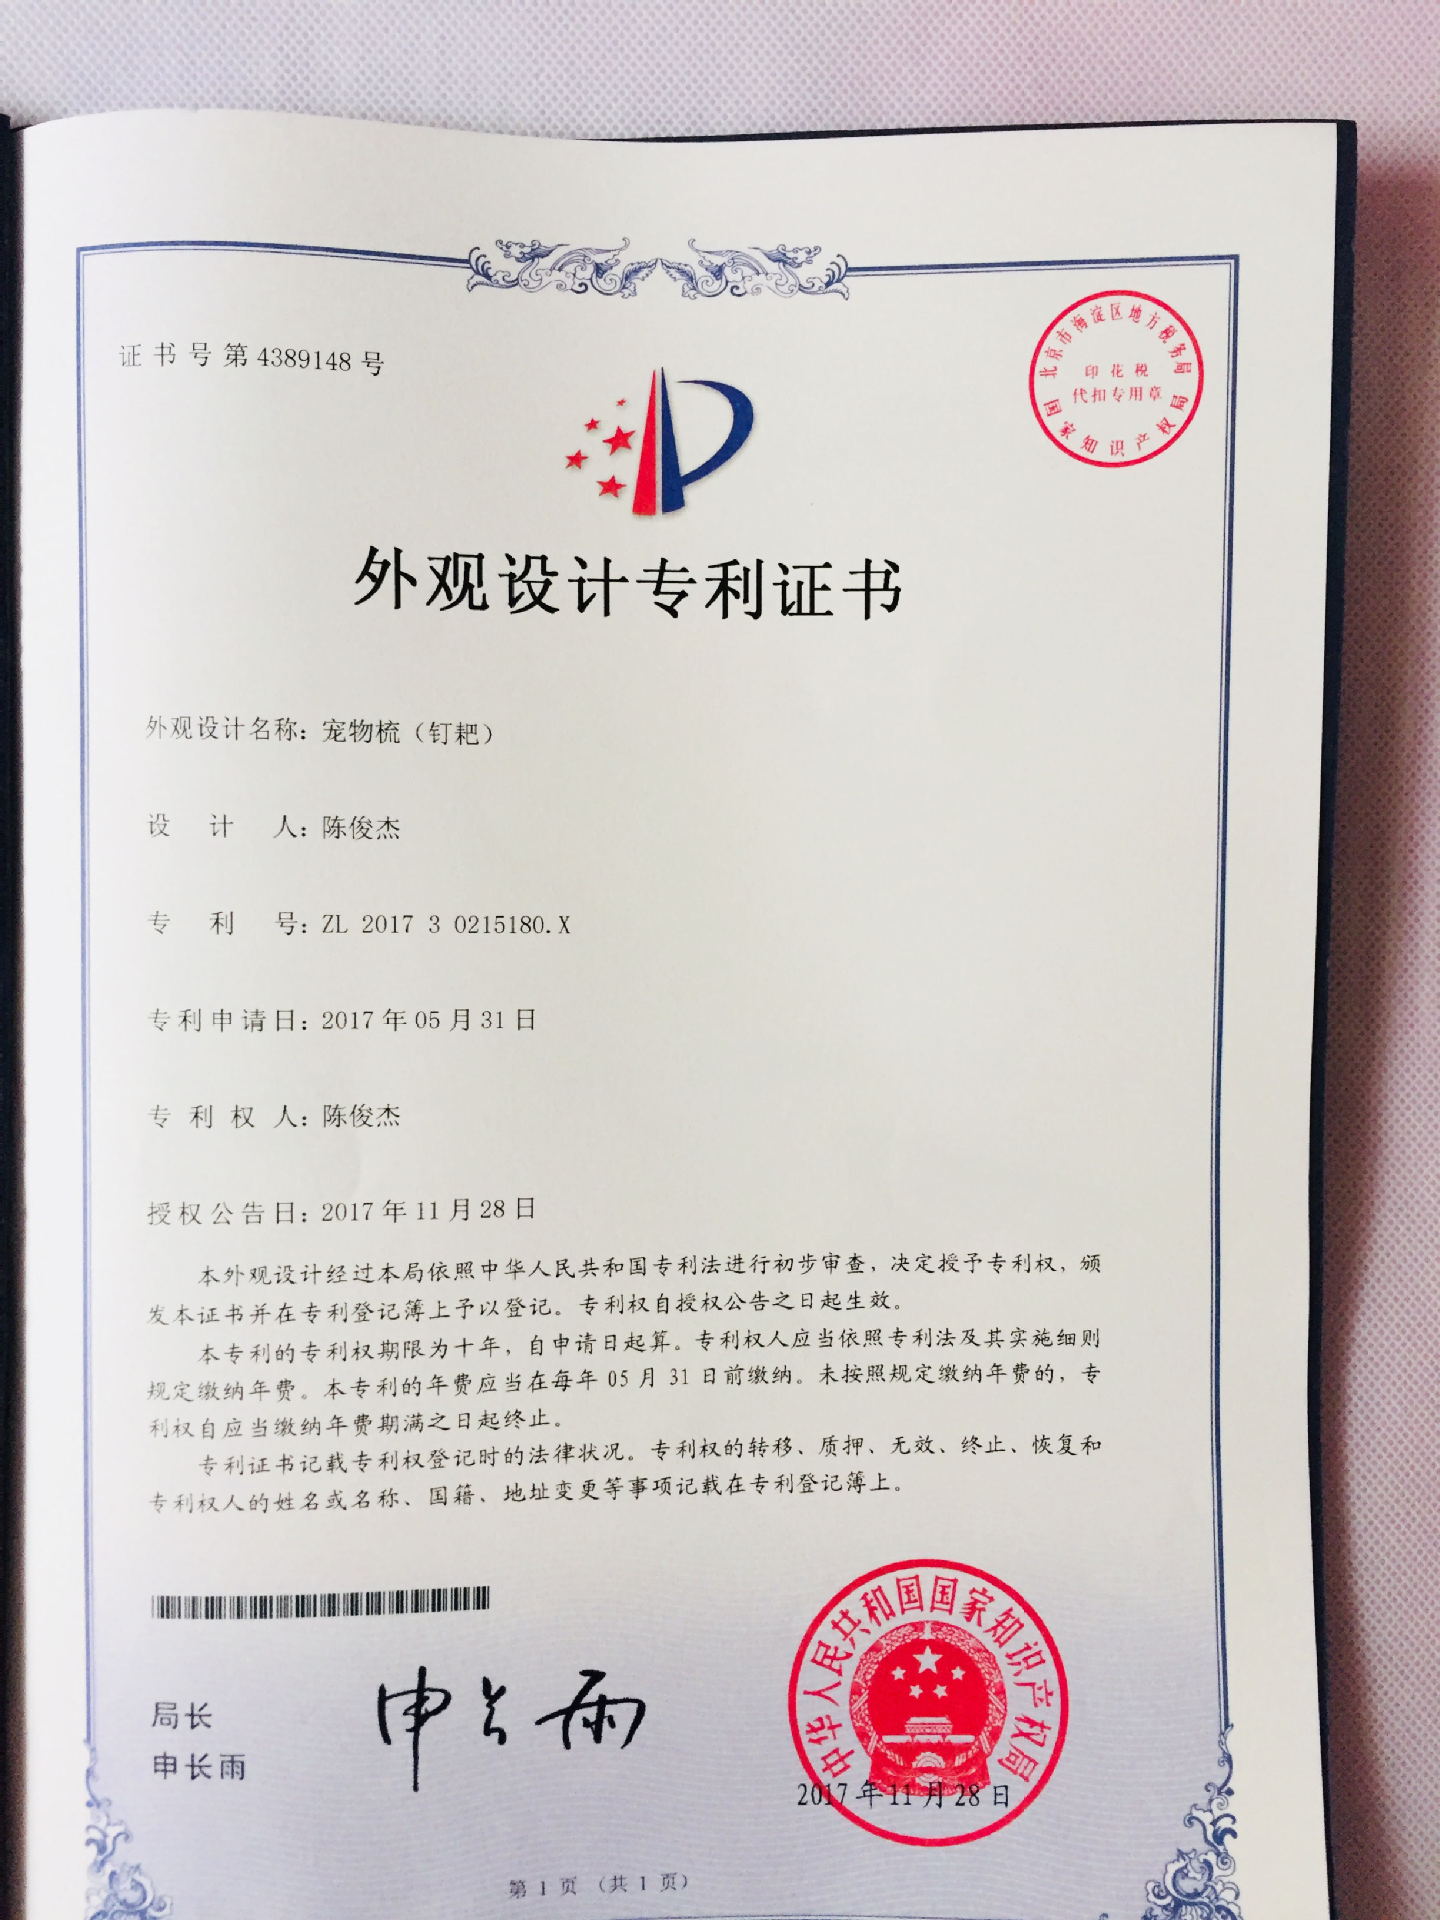 证书号第4389148号
北京市海淀区地方税务局
印花税
代扣专用章
国家知识产权局
外观设计专利证书
外观设计名称：宠物梳（钉耙）
设计人：陈俊杰
专利号：ZL 2017 3 0215180.X
专利申请日：2017年05月31日
专利权人：陈俊杰
授权公告日：2017年11月28日
本外观设计经过本局依照中华人民共和国专利法进行初步审查，决定授予专利权，颁
发本证书并在专利登记簿上予以登记。专利权自授权公告之日起生效。
本专利的专利权期限为十年，自申请日起算。专利权人应当依照专利法及其实施细则
规定缴纳年费。本专利的年费应当在每年05月31日前缴纳。未按照规定缴纳年费的，专
利权自应当缴纳年费期满之日起终止。
专利证书记载专利权登记时的法律状况。专利权的转移、质押、无效、终止、恢复和
专利权人的姓名或名称、国籍、地址变更等事项记载在专利登记簿上。
中华人民共和国国家知识产权局
局长
申长雨
申长雨
2017年11月28日
第1页（共1页）